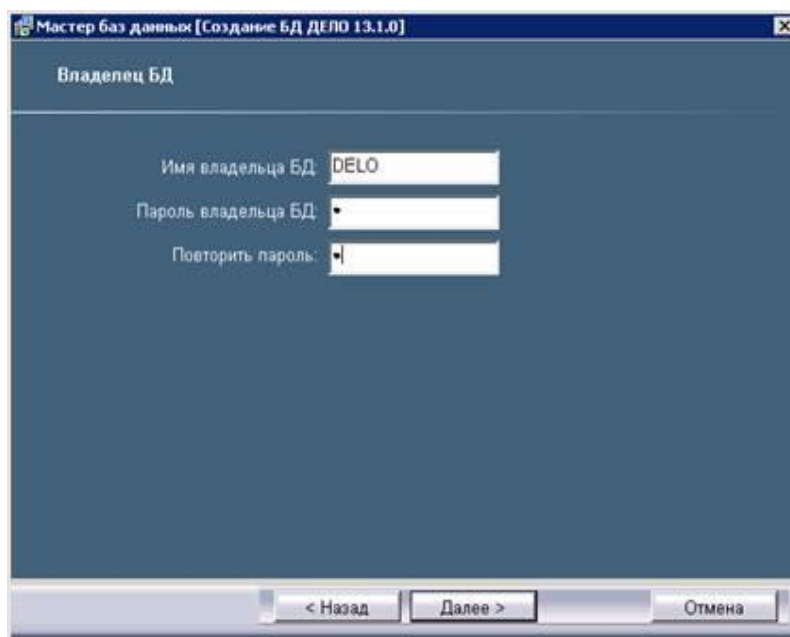 Мастер баз данных [Создание БД ДЕЛО 13.1.0]
Владелец БД
Имя владельца БД: DELO
Пароль владельца БД: •
Повторить пароль: •
< Назад Далее > Отмена